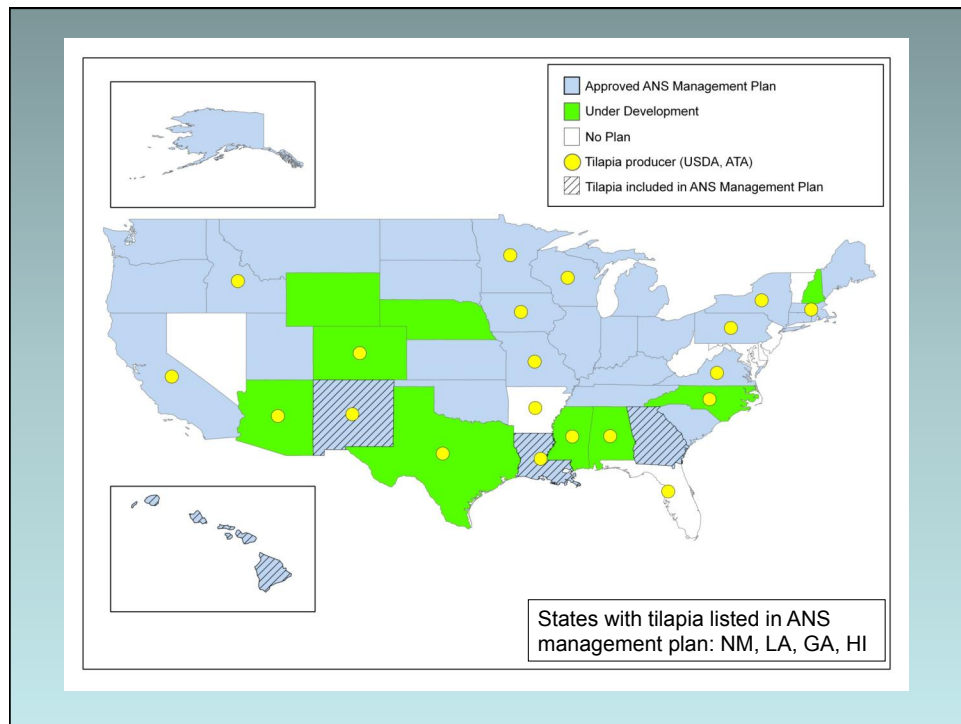 Approved ANS Management Plan
Under Development
No Plan
Tilapia producer (USDA, ATA)
Tilapia included in ANS Management Plan
States with tilapia listed in ANS
management plan: NM, LA, GA, HI